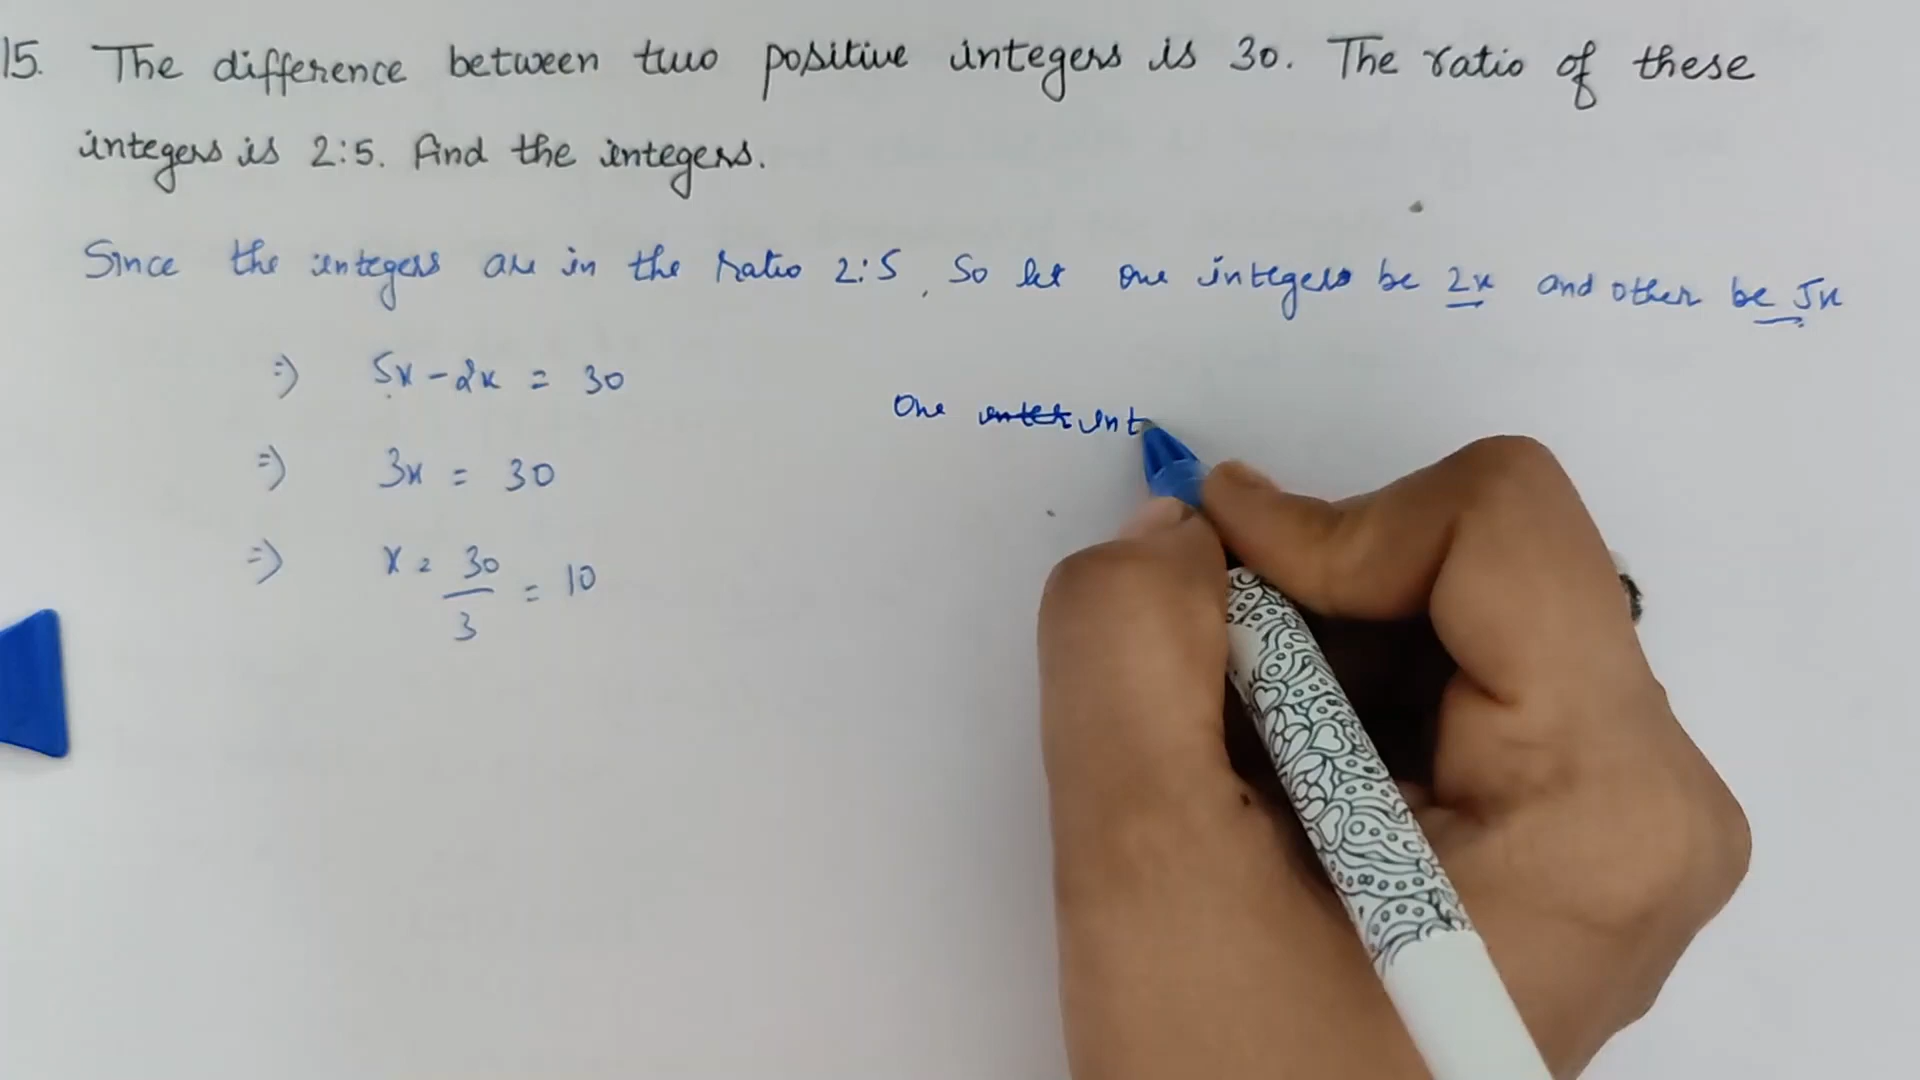 15. The difference between two positive integers is 30. The ratio of these
integers is 2:5. Find the integers.
Since the integers are in the ratio 2:5, So let one integers be 2x and other be 5x
=) 5x - 2x = 30
=) 3x = 30
=) x = 30/3 = 10
One inter int